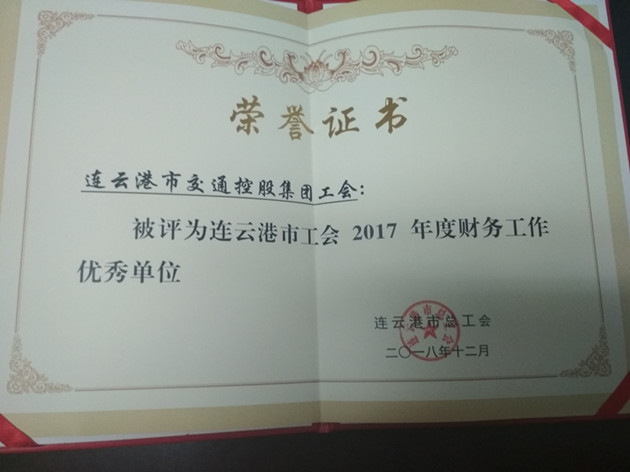 荣誉证书
连云港市交通控股集团工会：
被评为连云港市工会 2017 年度财务工作
优秀单位
连云港市总工会
二〇一八年十二月